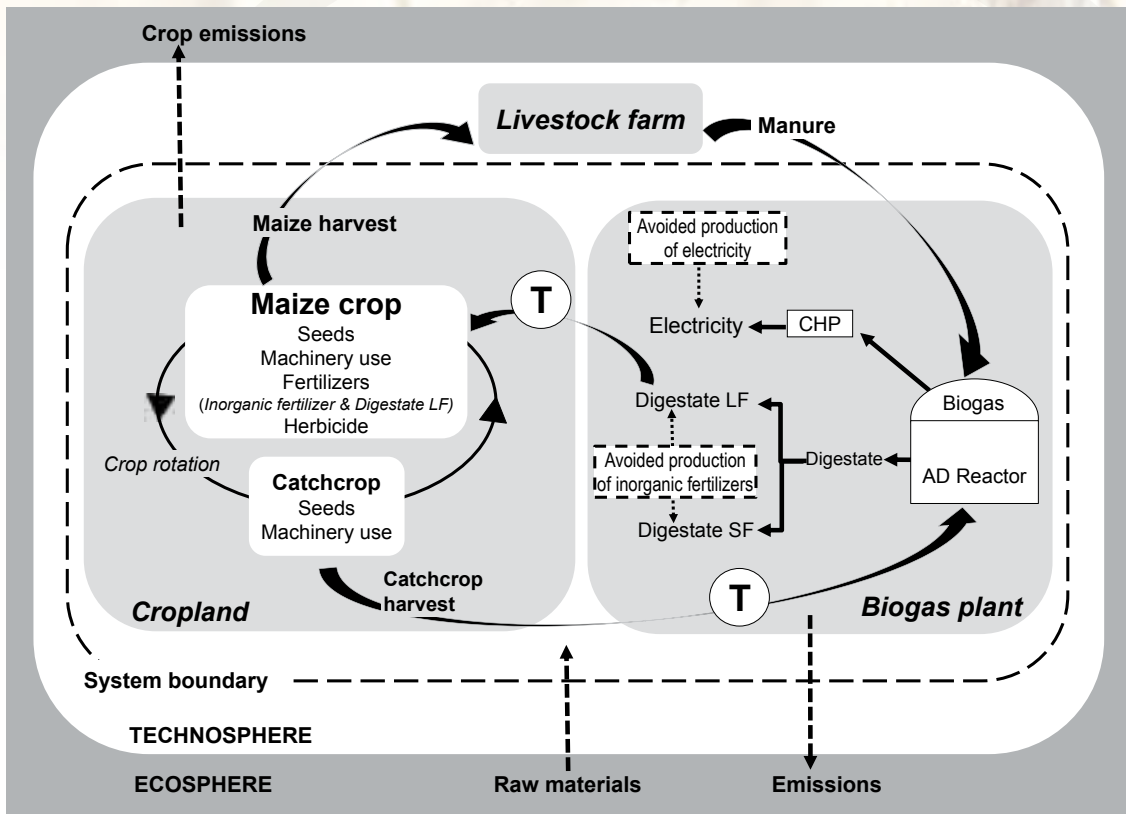 Crop emissions
Livestock farm
Manure
Maize harvest
Avoided production
of electricity
T
Maize crop
Seeds
Machinery use
Fertilizers
(Inorganic fertilizer & Digestate LF)
Herbicide
Electricity
CHP
Digestate LF
Biogas
Crop rotation
Avoided production
of inorganic fertilizers
Digestate
AD Reactor
Catchcrop
Seeds
Machinery use
Digestate SF
Catchcrop
harvest
T
Cropland
Biogas plant
System boundary
TECHNOSPHERE
ECOSPHERE
Raw materials
Emissions